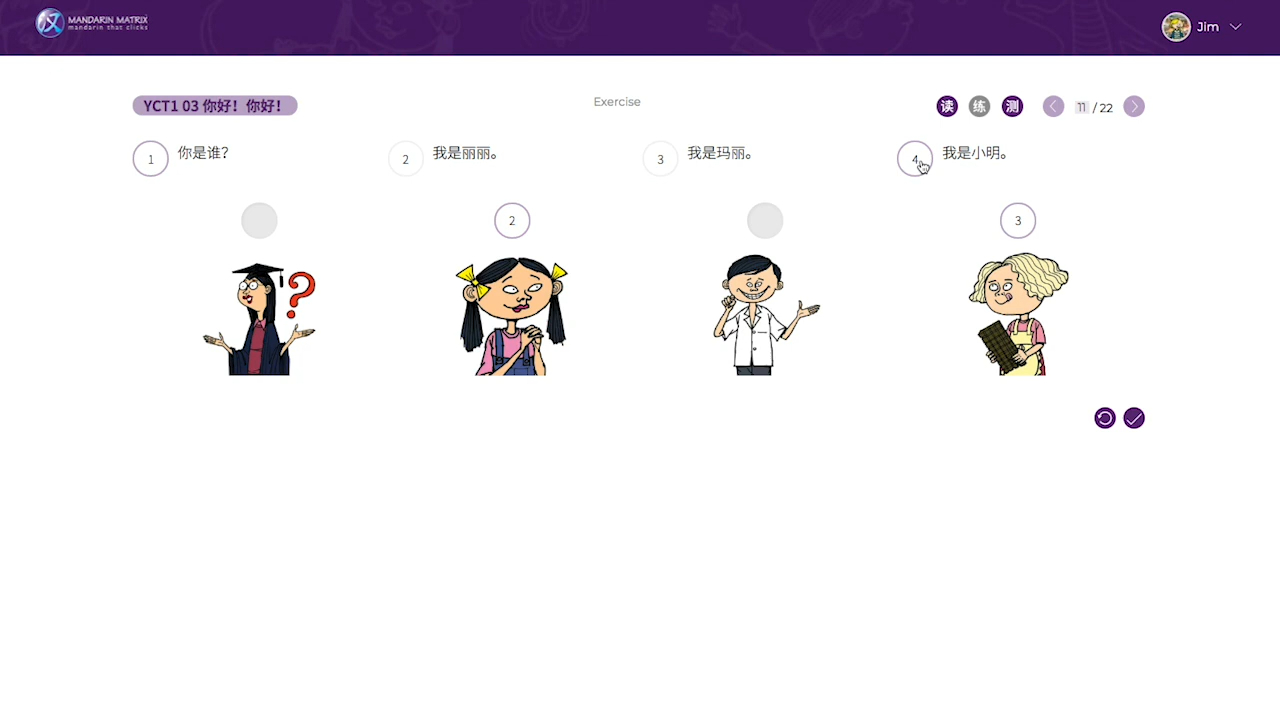 MANDARIN MATRIX
mandarin that clicks
Jim
YCT1 03 你好！你好！
Exercise
读 练 测
11 / 22
1 你是谁？
2 我是丽丽。
3 我是玛丽。
4 我是小明。
2
3
?